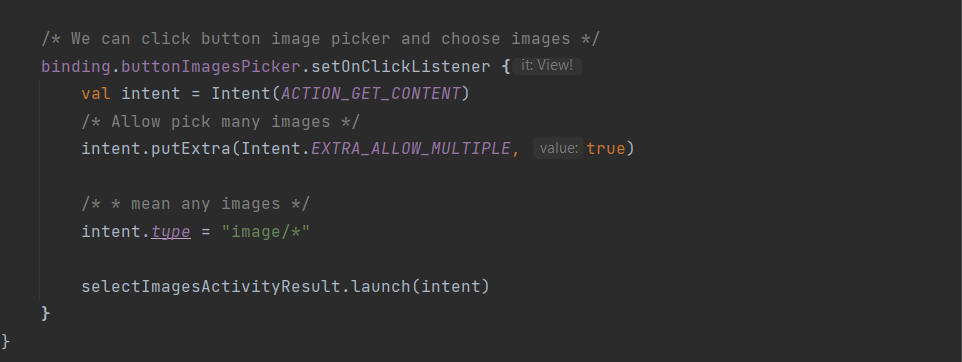 /* We can click button image picker and choose images */
binding.buttonImagesPicker.setOnClickListener { it: View!
val intent = Intent(ACTION_GET_CONTENT)
/* Allow pick many images */
intent.putExtra(Intent.EXTRA_ALLOW_MULTIPLE, value: true)
/* * mean any images */
intent.type = "image/*"
selectImagesActivityResult.launch(intent)
}
}